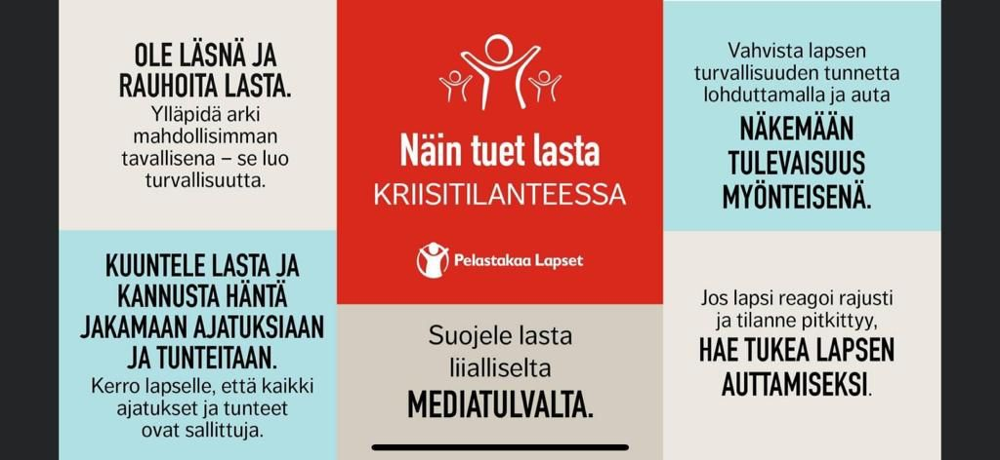 OLE LÄSNÄ JA
RAUHOITA LASTA.
Ylläpidä arki
mahdollisimman
tavallisena – se luo
turvallisuutta.
KUUNTELE LASTA JA
KANNUSTA HÄNTÄ
JAKAMAAN AJATUKSIAAN
JA TUNTEITAAN.
Kerro lapselle, että kaikki
ajatukset ja tunteet
ovat sallittuja.
Näin tuet lasta
KRIISITILANTEESSA
Pelastakaa Lapset
Suojele lasta
liialliselta
MEDIATULVALTA.
Vahvista lapsen
turvallisuuden tunnetta
lohduttamalla ja auta
NÄKEMÄÄN
TULEVAISUUS
MYÖNTEISENÄ.
Jos lapsi reagoi rajusti
ja tilanne pitkittyy,
HAE TUKEA LAPSEN
AUTTAMISEKSI.